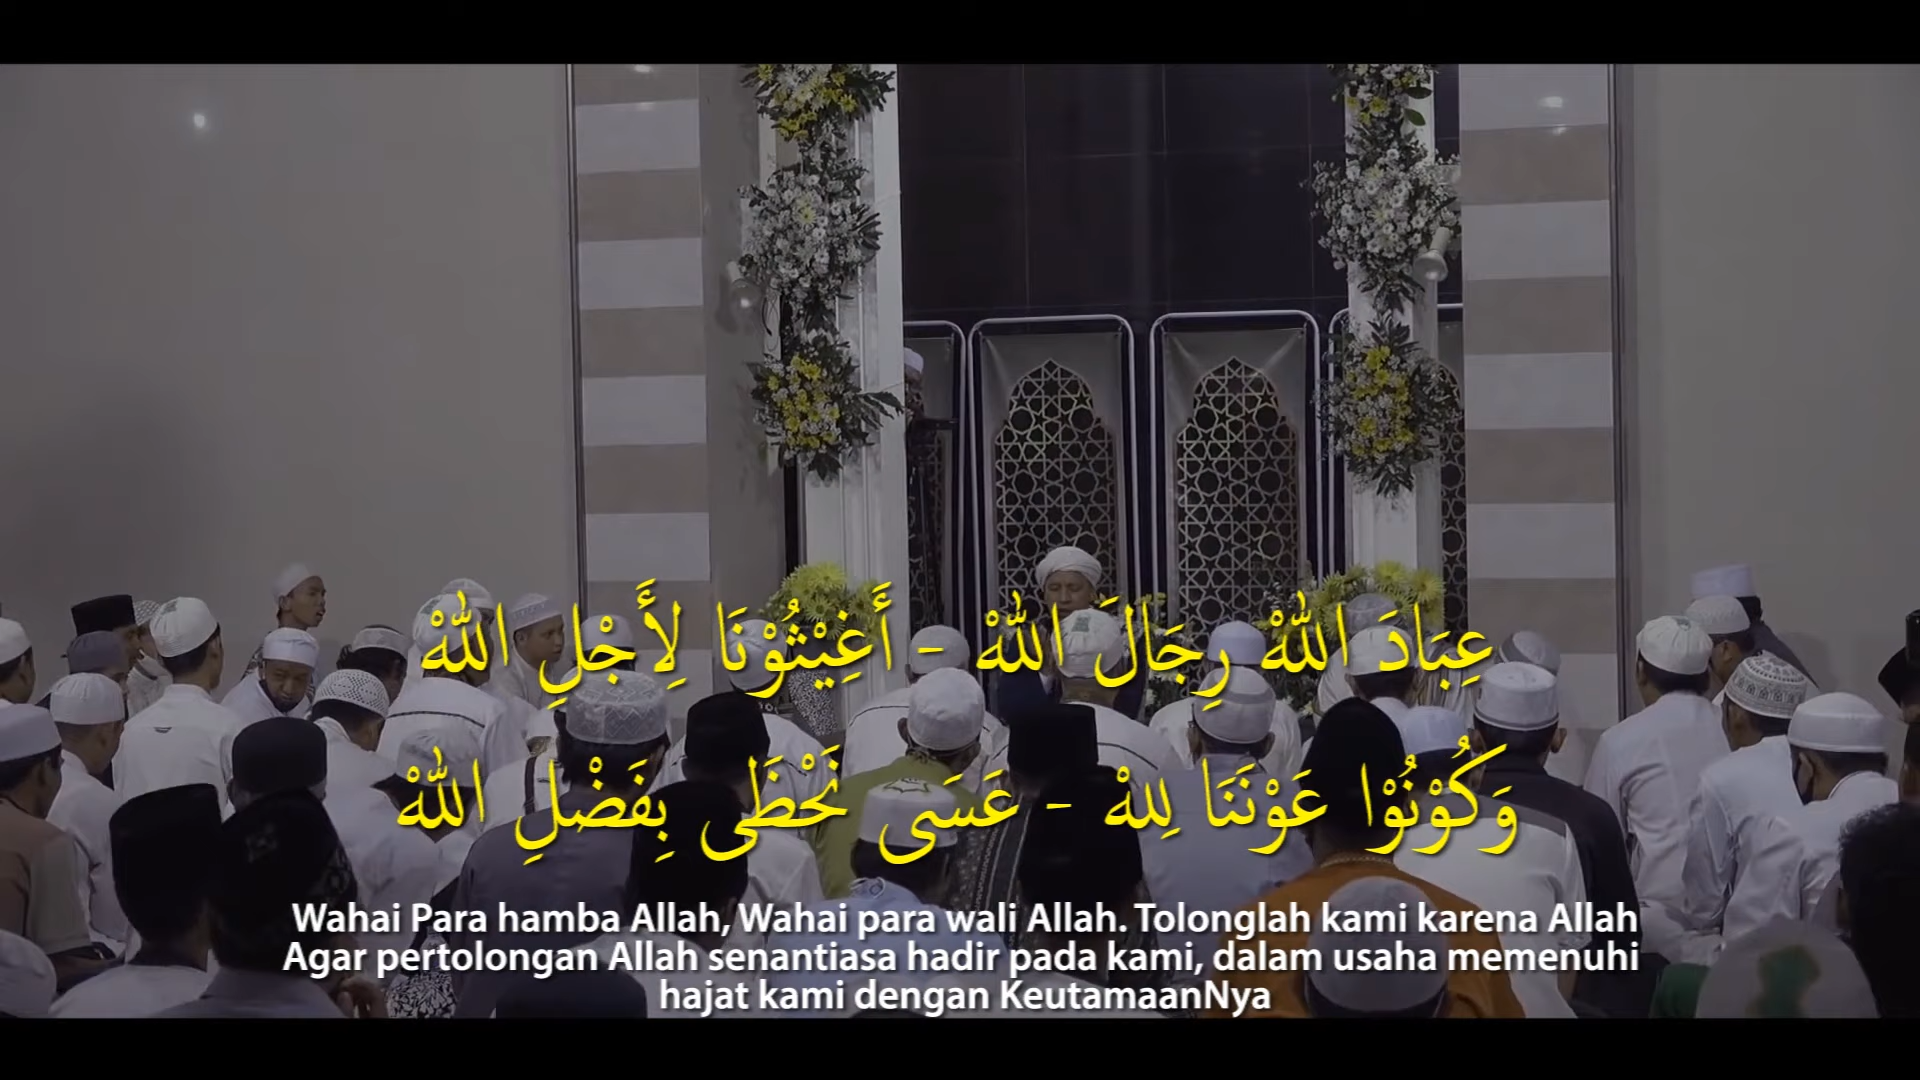 عِبَادَ اللهْ رِجَالَ اللهْ - أَغِيْثُوْنَا لِأَجْلِ اللهْ
وَكُوْنُوْا عَوْنَنَا لِلهْ - عَسَى نَحْظَى بِفَضْلِ اللهْ
Wahai Para hamba Allah, Wahai para wali Allah. Tolonglah kami karena Allah
Agar pertolongan Allah senantiasa hadir pada kami, dalam usaha memenuhi
hajat kami dengan KeutamaanNya